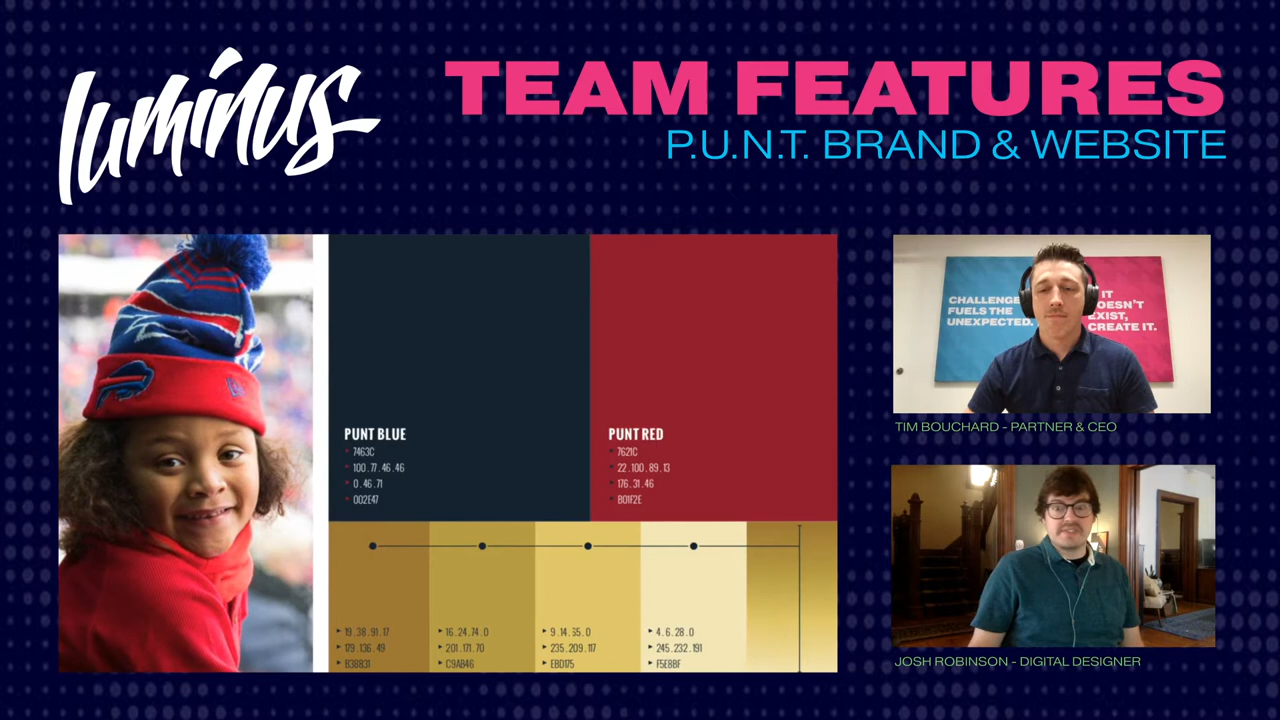 luminus
TEAM FEATURES
P.U.N.T. BRAND & WEBSITE
PUNT BLUE
7463C
100.77.46.46
0.46.71
002E47
PUNT RED
7621C
22.100.89.13
176.31.46
B01F2E
19.38.91.17
179.136.49
B38831
16.24.74.0
201.171.70
C9AB46
9.14.55.0
235.209.117
EBD175
4.6.28.0
245.232.191
F5E8BF
CHALLENGE
FUELS THE
UNEXPECTED.
IT
DOESN'T
EXIST,
CREATE IT.
TIM BOUCHARD - PARTNER & CEO
JOSH ROBINSON - DIGITAL DESIGNER